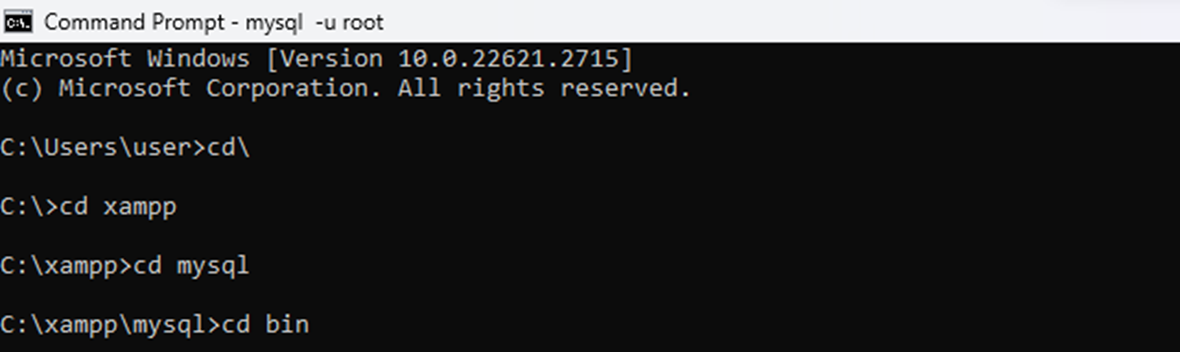 Command Prompt - mysql  -u root
Microsoft Windows [Version 10.0.22621.2715]
(c) Microsoft Corporation. All rights reserved.
C:\Users\user>cd\
C:\>cd xampp
C:\xampp>cd mysql
C:\xampp\mysql>cd bin